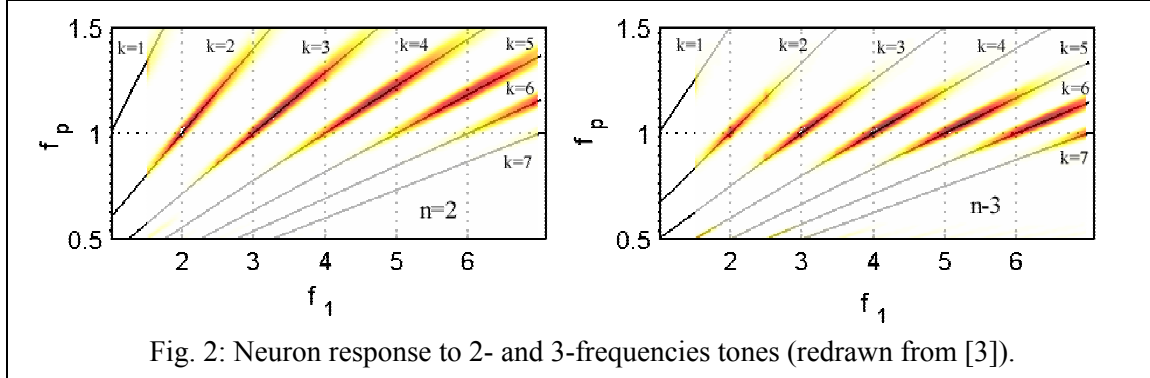 1.5
1
0.5
f p
k=1
k=2
k=3
k=4
k=5
k=6
k=7
n=2
2 3 4 5 6
f 1
1.5
1
0.5
f p
k=1
k=2
k=3
k=4
k=5
k=6
k=7
n-3
2 3 4 5 6
f 1
Fig. 2: Neuron response to 2- and 3-frequencies tones (redrawn from [3]).